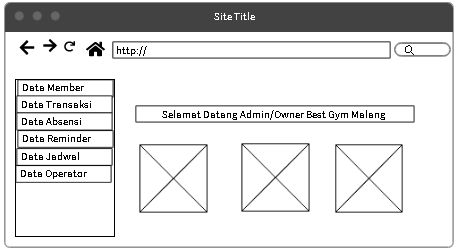 SiteTitle
http://
Data Member
Data Transaksi
Data Absensi
Data Reminder
Data Jadwal
Data Operator
Selamat Datang Admin/Owner Best Gym Malang